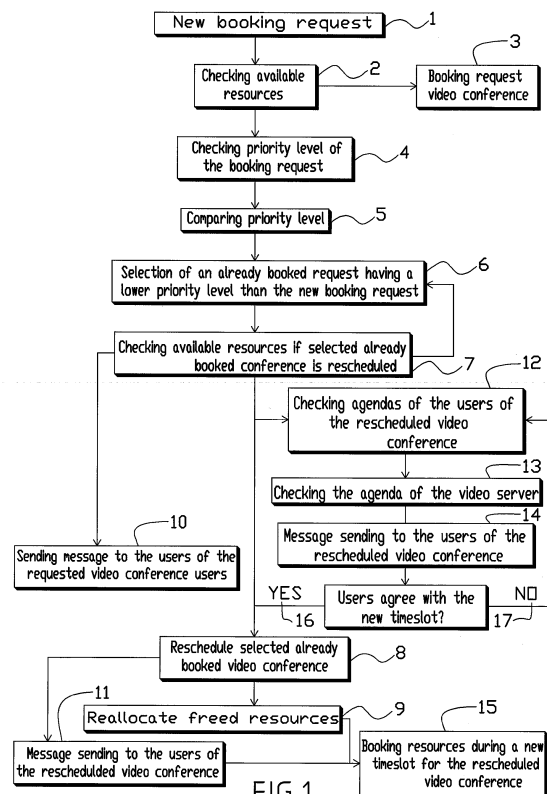 New booking request
1
Checking available
resources
2
3
Booking request
video conference
Checking priority level of
the booking request
4
Comparing priority level
5
6
Selection of an already booked request having a
lower priority level than the new booking request
Checking available resources if selected already
booked conference is rescheduled
7
12
Checking agendas of the users of
the rescheduled video
conference
13
Checking the agenda of the video server
14
Message sending to the users of the
rescheduled video conference
10
Sending message to the users of the
requested video conference users
YES
16
Users agree with the
new timeslot?
NO
17
Reschedule selected already
booked video conference
8
Reallocate freed resources
9
11
Message sending to the users of
the reschedulded video conference
15
Booking resources during a new
timeslot for the rescheduled
video conference
FIG.1